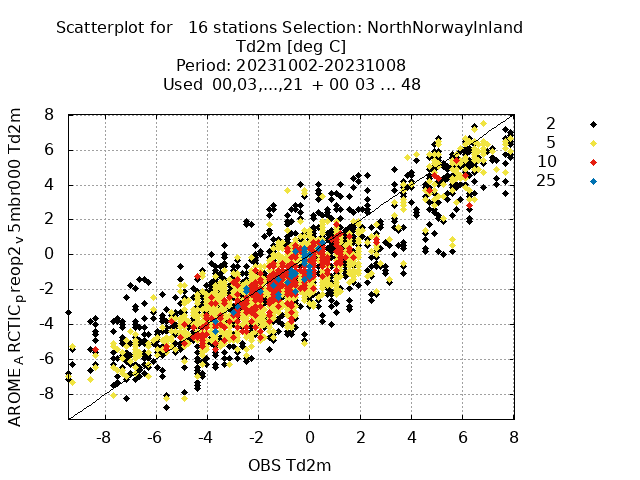 Scatterplot for 16 stations Selection: NorthNorwayInland
Td2m [deg C]
Period: 20231002-20231008
Used 00,03,...,21 + 00 03 ... 48
2
5
10
25
8
6
4
2
0
-2
-4
-6
-8
-8 -6 -4 -2 0 2 4 6 8
AROME_ARCTIC_preop2_v5mbr000 Td2m
OBS Td2m